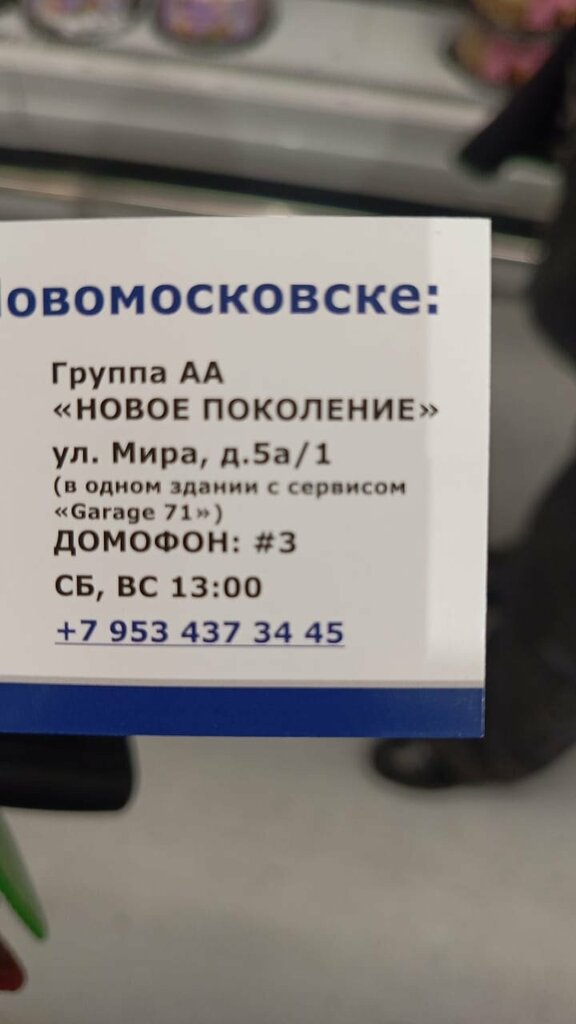 овомосковске:
Группа АА
«НОВОЕ ПОКОЛЕНИЕ»
ул. Мира, д.5а/1
(в одном здании с сервисом
«Garage 71»)
ДОМОФОН: #3
СБ, ВС 13:00
+7 953 437 34 45